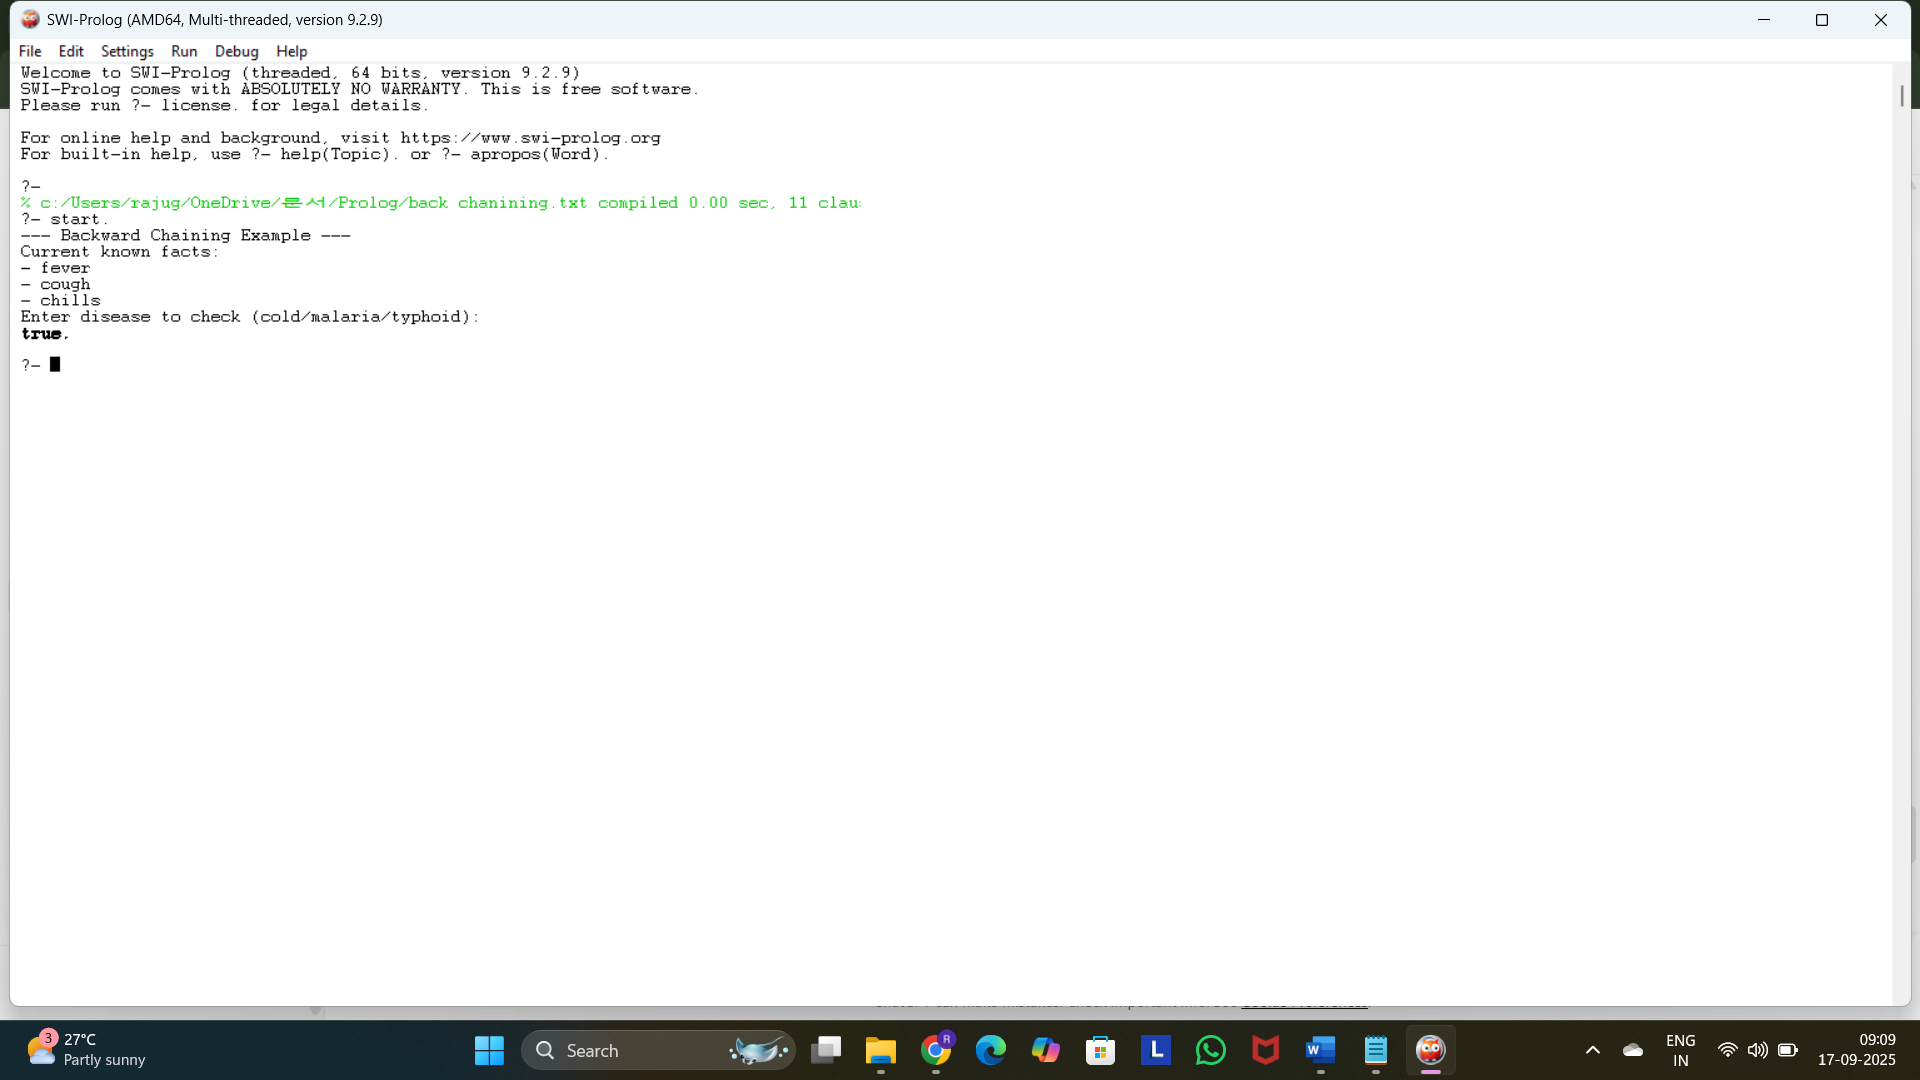 SWI-Prolog (AMD64, Multi-threaded, version 9.2.9)
File Edit Settings Run Debug Help
Welcome to SWI-Prolog (threaded, 64 bits, version 9.2.9)
SWI-Prolog comes with ABSOLUTELY NO WARRANTY. This is free software.
Please run ?- license. for legal details.
For online help and background, visit https://www.swi-prolog.org
For built-in help, use ?- help(Topic). or ?- apropos(Word).
?-
% c:/Users/rajug/OneDrive/문서/Prolog/back chanining.txt compiled 0.00 sec, 11 clau
?- start.
--- Backward Chaining Example ---
Current known facts:
- fever
- cough
- chills
Enter disease to check (cold/malaria/typhoid):
true.
?-
3
27°C
Partly sunny
Search
R
L
W
ENG
IN
09:09
17-09-2025